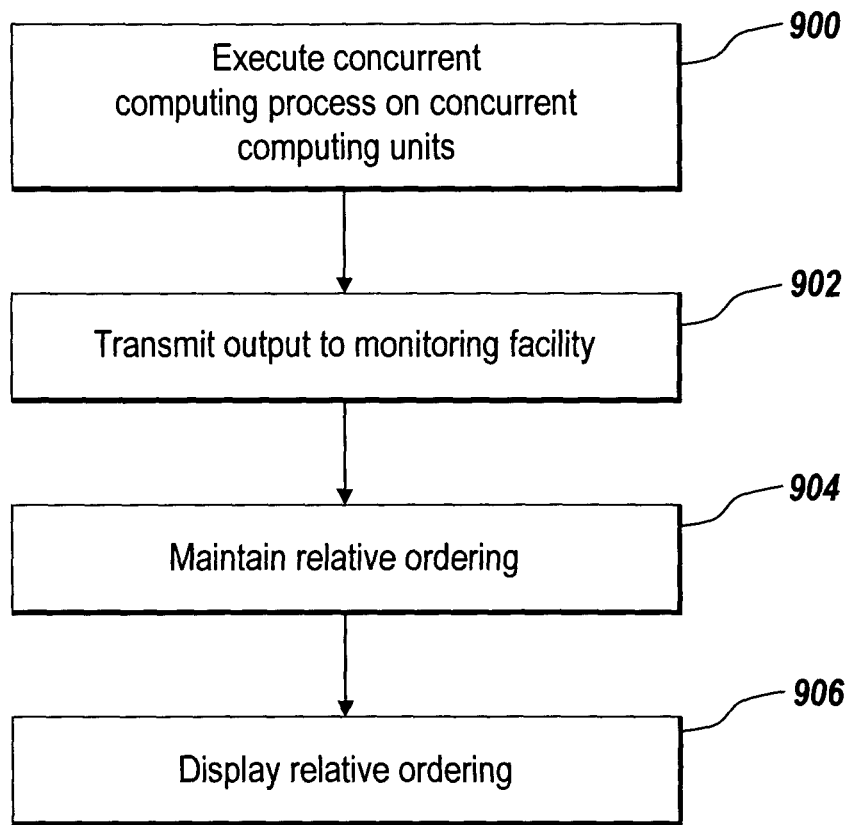 900
Execute concurrent
computing process on concurrent
computing units
902
Transmit output to monitoring facility
904
Maintain relative ordering
906
Display relative ordering